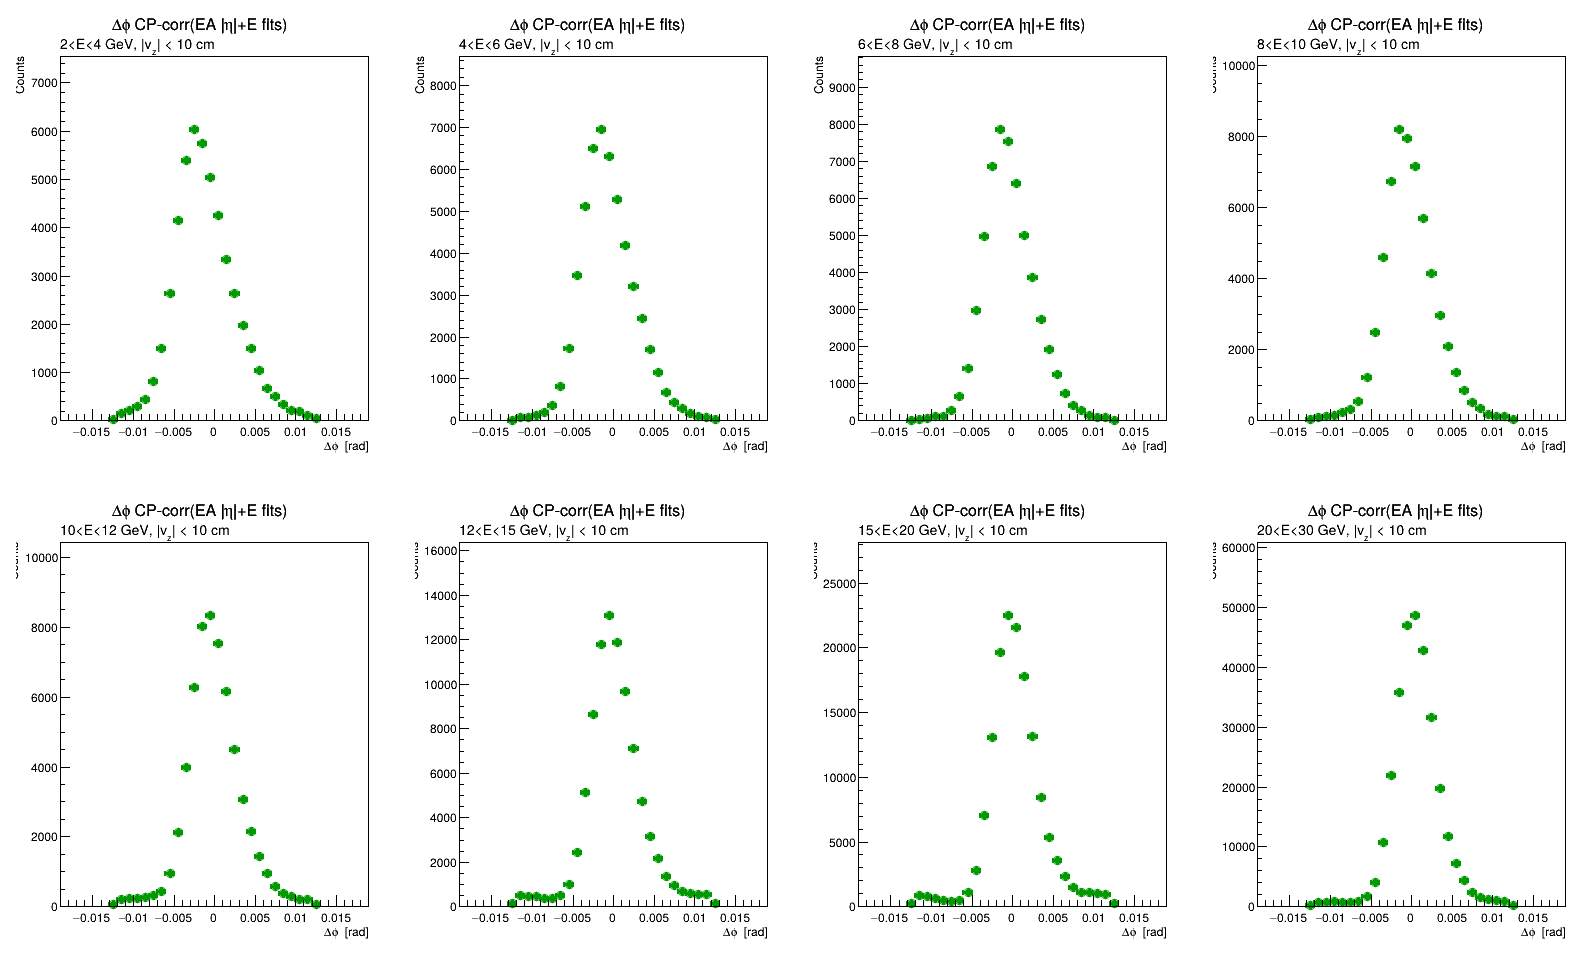 Δϕ CP-corr(EA |η|+E flts)
2<E<4 GeV, |v_z| < 10 cm
Counts
7000
6000
5000
4000
3000
2000
1000
0
−0.015 −0.01 −0.005 0 0.005 0.01 0.015
Δϕ [rad]
Δϕ CP-corr(EA |η|+E flts)
4<E<6 GeV, |v_z| < 10 cm
Counts
8000
7000
6000
5000
4000
3000
2000
1000
0
−0.015 −0.01 −0.005 0 0.005 0.01 0.015
Δϕ [rad]
Δϕ CP-corr(EA |η|+E flts)
6<E<8 GeV, |v_z| < 10 cm
Counts
9000
8000
7000
6000
5000
4000
3000
2000
1000
0
−0.015 −0.01 −0.005 0 0.005 0.01 0.015
Δϕ [rad]
Δϕ CP-corr(EA |η|+E flts)
8<E<10 GeV, |v_z| < 10 cm
Counts
10000
8000
6000
4000
2000
0
−0.015 −0.01 −0.005 0 0.005 0.01 0.015
Δϕ [rad]
Δϕ CP-corr(EA |η|+E flts)
10<E<12 GeV, |v_z| < 10 cm
Counts
10000
8000
6000
4000
2000
0
−0.015 −0.01 −0.005 0 0.005 0.01 0.015
Δϕ [rad]
Δϕ CP-corr(EA |η|+E flts)
12<E<15 GeV, |v_z| < 10 cm
Counts
16000
14000
12000
10000
8000
6000
4000
2000
0
−0.015 −0.01 −0.005 0 0.005 0.01 0.015
Δϕ [rad]
Δϕ CP-corr(EA |η|+E flts)
15<E<20 GeV, |v_z| < 10 cm
Counts
25000
20000
15000
10000
5000
0
−0.015 −0.01 −0.005 0 0.005 0.01 0.015
Δϕ [rad]
Δϕ CP-corr(EA |η|+E flts)
20<E<30 GeV, |v_z| < 10 cm
Counts
60000
50000
40000
30000
20000
10000
0
−0.015 −0.01 −0.005 0 0.005 0.01 0.015
Δϕ [rad]